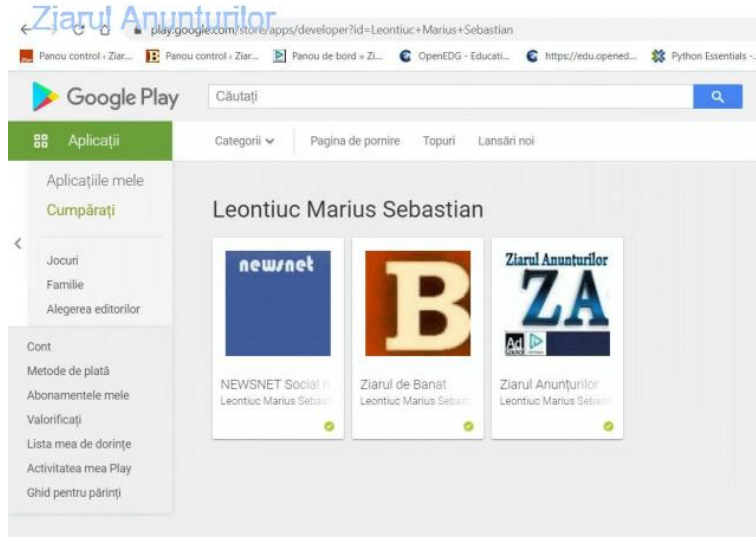 Ziarul Anunturilor
play.google.com/store/apps/developer?id=Leontiuc+Marius+Sebastian
Panou control ‹ Ziar... B Panou control ‹ Ziar... Panou de bord » Zi... OpenEDG - Educati... https://edu.opened... Python Essentials -...
Google Play Căutați
Aplicații Categorii Pagina de pornire Topuri Lansări noi
Aplicațiile mele
Cumpărați
Leontiuc Marius Sebastian
Jocuri
Familie
Alegerea editorilor
Cont
Metode de plată
Abonamentele mele
Valorificați
Lista mea de dorințe
Activitatea mea Play
Ghid pentru părinți
newsnet
NEWSNET Social n
Leontiuc Marius Sebast
B
Ziarul de Banat
Leontiuc Marius Sebast
Ziarul Anunturilor
ZA
Ad
Ziarul Anunțurilor
Leontiuc Marius Sebast